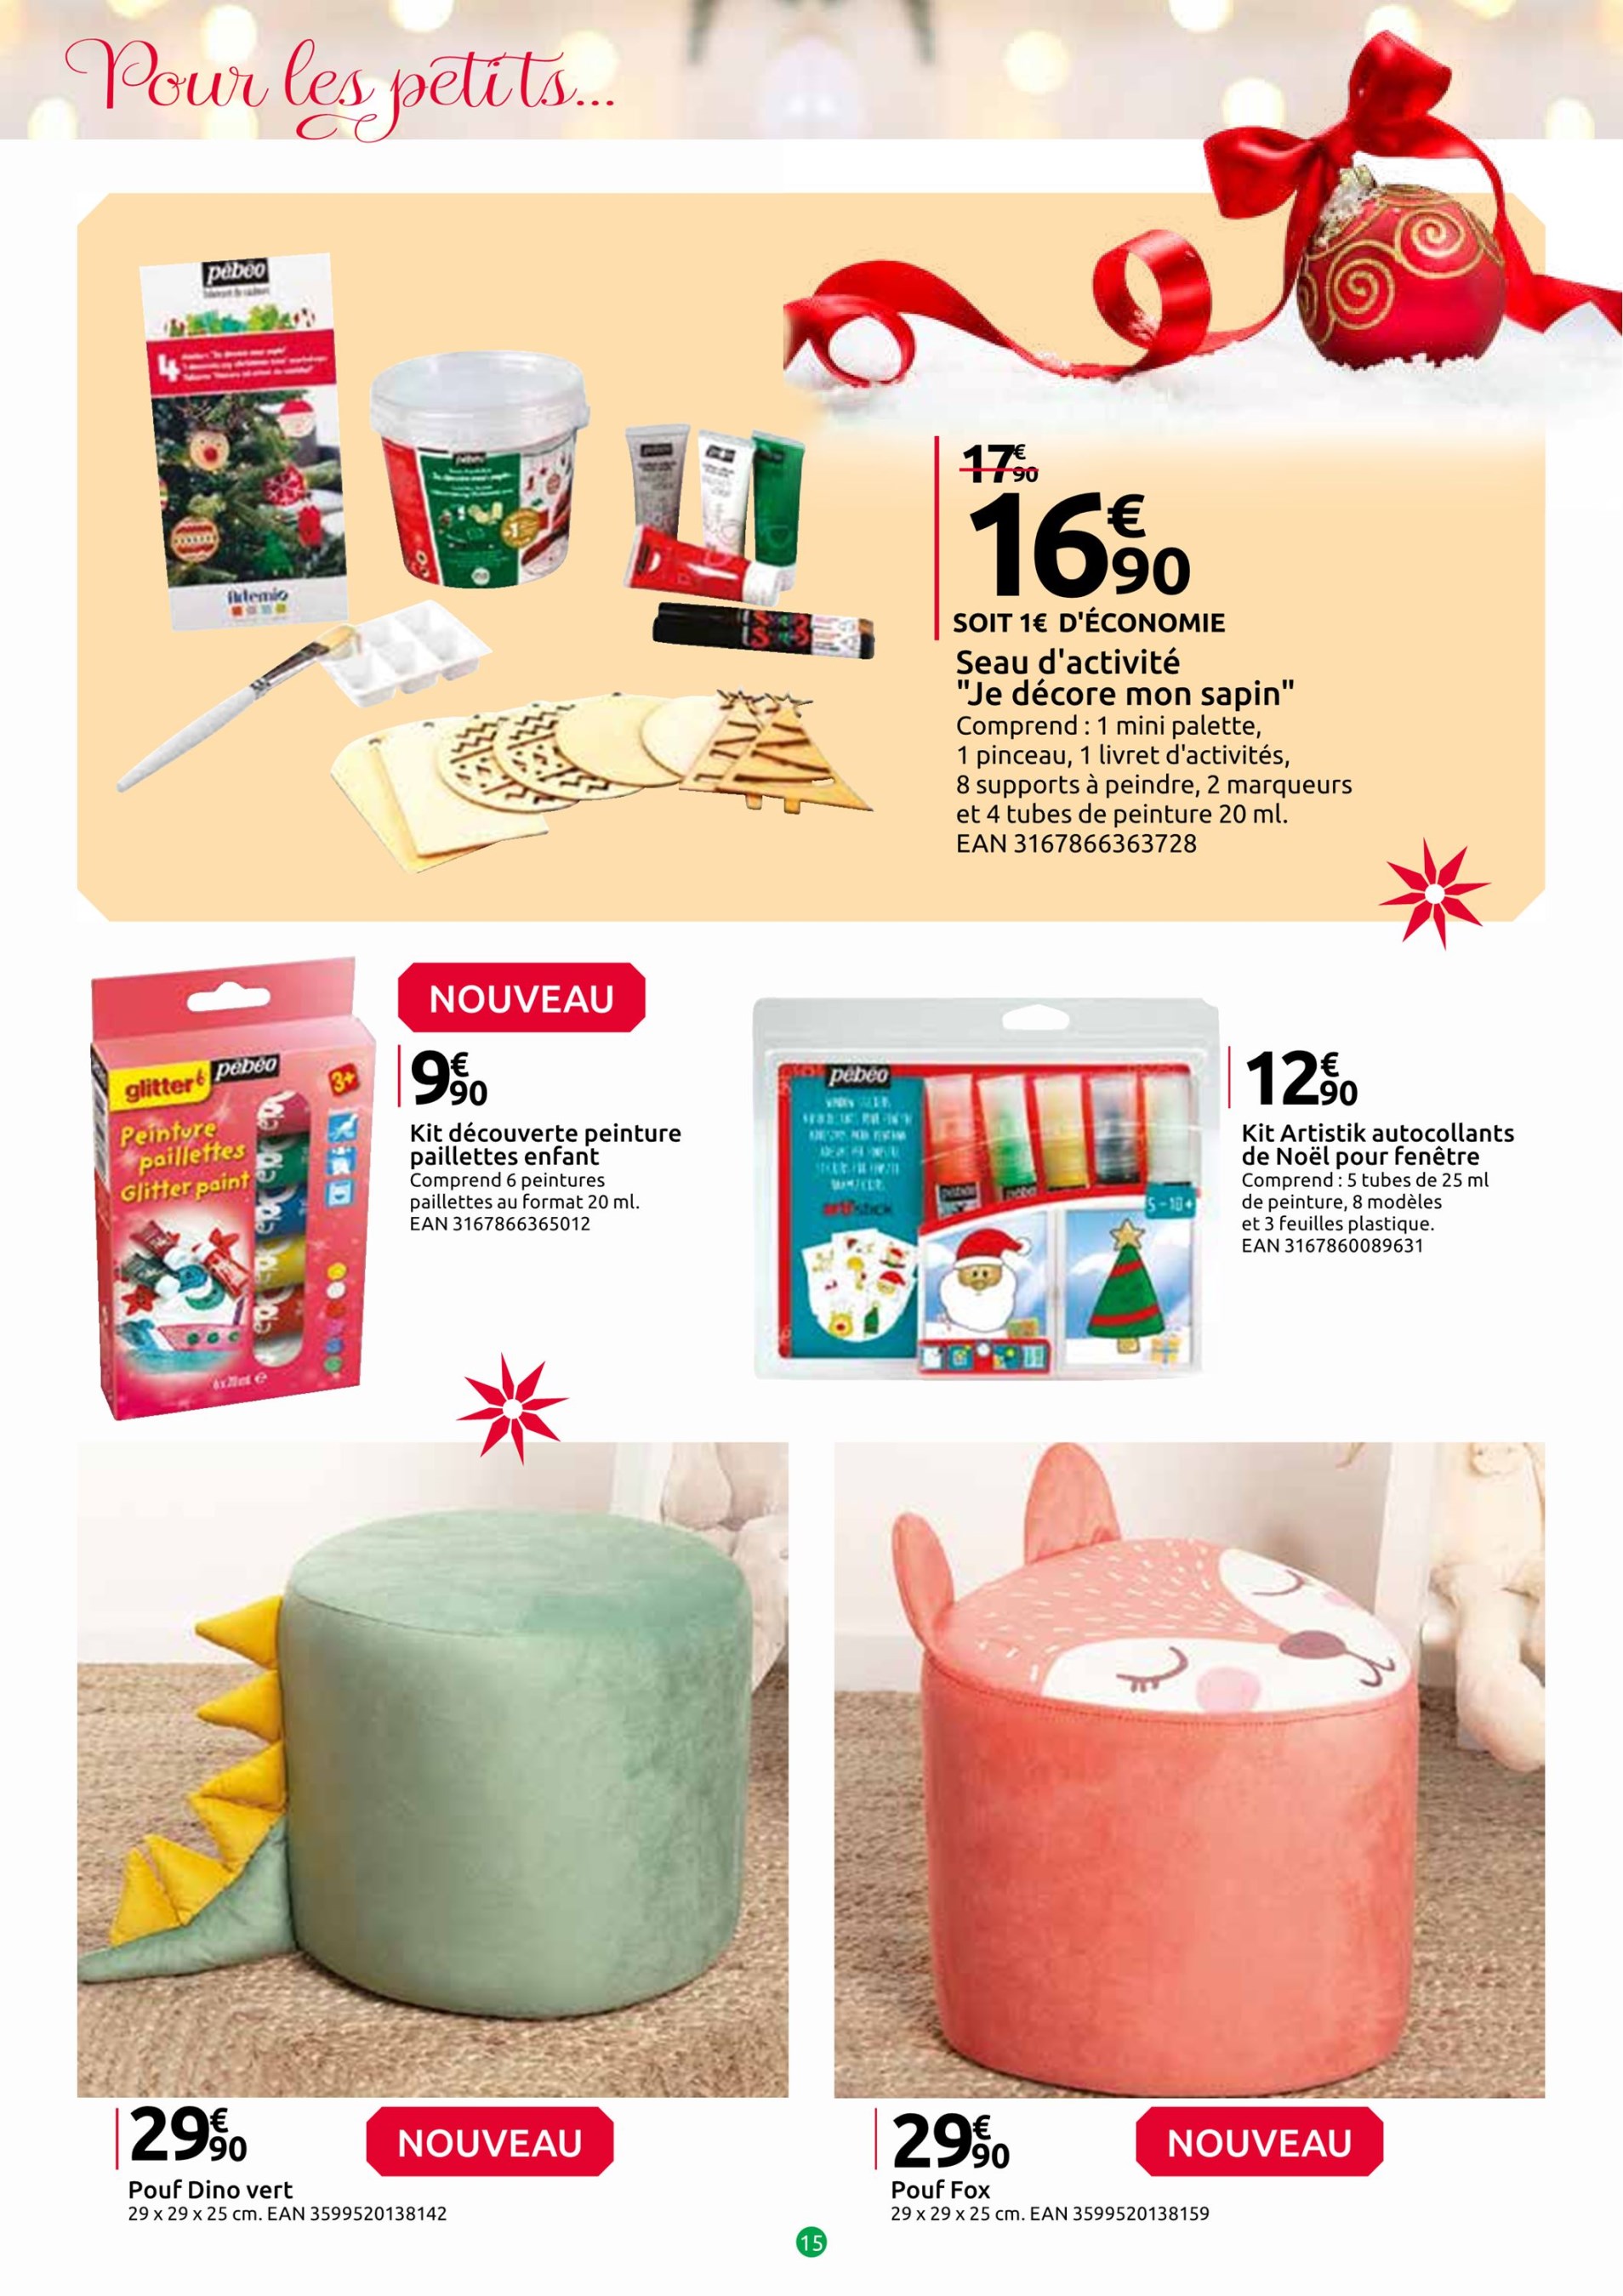 Pour les petits...
pébéo
4
Artemio
pébéo
17€90
16€90
SOIT 1€ D'ÉCONOMIE
Seau d'activité
"Je décore mon sapin"
Comprend : 1 mini palette,
1 pinceau, 1 livret d'activités,
8 supports à peindre, 2 marqueurs
et 4 tubes de peinture 20 ml.
EAN 3167866363728
glitter
pébéo
3+
Peinture
paillettes
Glitter paint
6x20ml e
NOUVEAU
9€90
Kit découverte peinture
paillettes enfant
Comprend 6 peintures
paillettes au format 20 ml.
EAN 3167866365012
pébéo
artistick
5-10+
12€90
Kit Artistik autocollants
de Noël pour fenêtre
Comprend : 5 tubes de 25 ml
de peinture, 8 modèles
et 3 feuilles plastique.
EAN 3167860089631
29€90
NOUVEAU
Pouf Dino vert
29 x 29 x 25 cm. EAN 3599520138142
29€90
NOUVEAU
Pouf Fox
29 x 29 x 25 cm. EAN 3599520138159
15